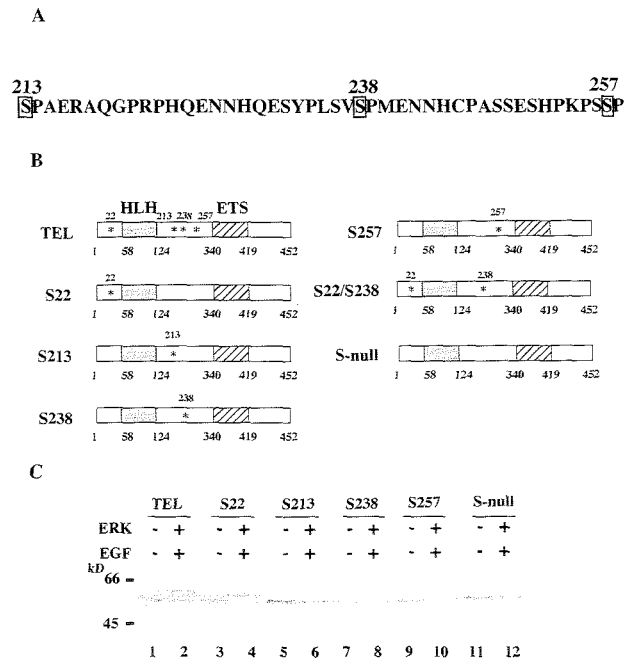 A
213 238 257
SPAERAQGPRPHQENNHQESYPLSVSPMENNHCPASSESHPKPSSP
B
22 HLH 213 238 257 ETS
TEL * * * *
1 58 124 340 419 452
22
S22 *
1 58 124 340 419 452
213
S213 *
1 58 124 340 419 452
238
S238 *
1 58 124 340 419 452
257
S257 *
1 58 124 340 419 452
22 238
S22/S238 * *
1 58 124 340 419 452
S-null
1 58 124 340 419 452
C
TEL S22 S213 S238 S257 S-null
ERK - + - + - + - + - + - +
EGF - + - + - + - + - + - +
kD
66
45
1 2 3 4 5 6 7 8 9 10 11 12